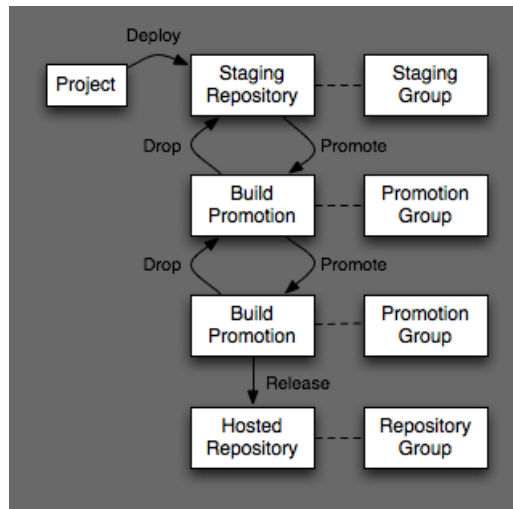 Deploy
Project
Staging
Repository
Staging
Group
Drop
Promote
Build
Promotion
Promotion
Group
Drop
Promote
Build
Promotion
Promotion
Group
Release
Hosted
Repository
Repository
Group